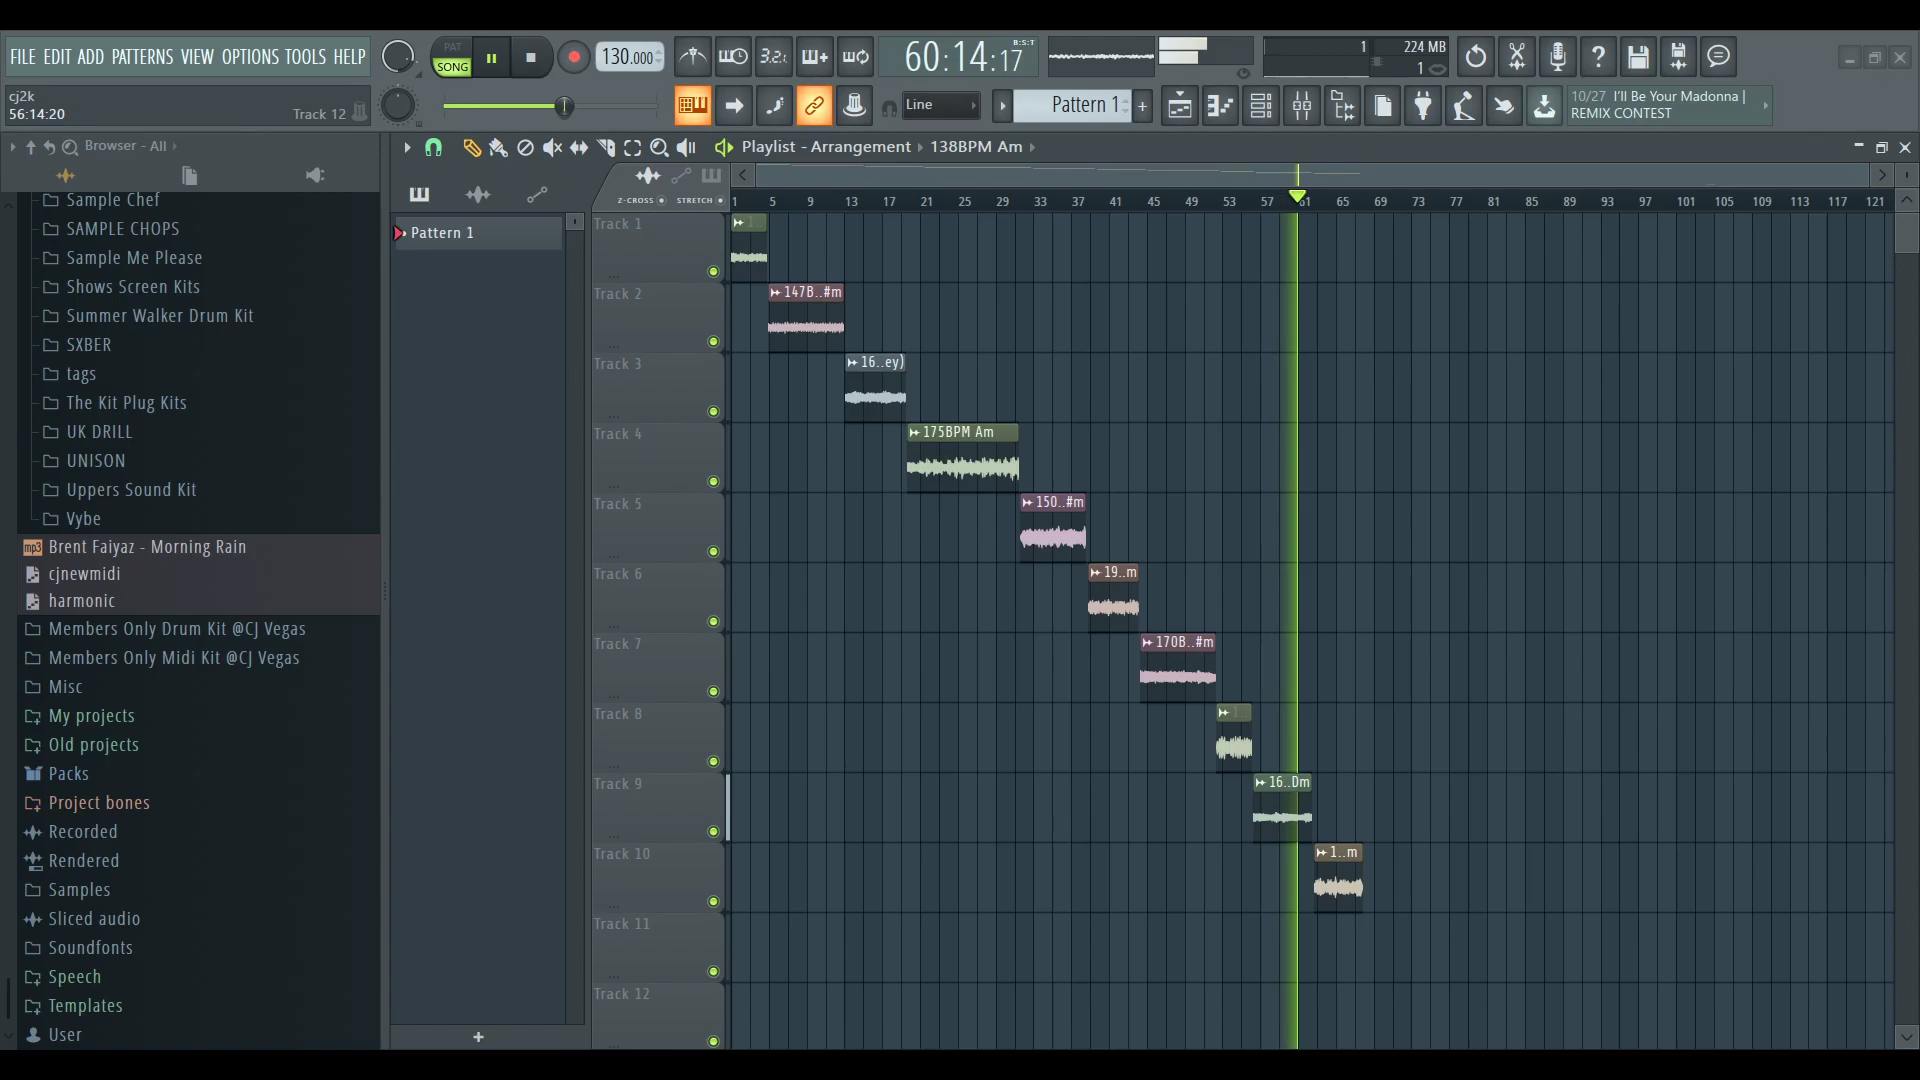 FILE EDIT ADD PATTERNS VIEW OPTIONS TOOLS HELP
PAT
SONG
130.000
3.2.
60:14:17
B:S:T
1
224 MB
1
cj2k
56:14:20
Track 12
Line
Pattern 1
10/27 I'll Be Your Madonna |
REMIX CONTEST
Browser - All
Playlist - Arrangement
138BPM Am
Z-CROSS
STRETCH
1 5 9 13 17 21 25 29 33 37 41 45 49 53 57 61 65 69 73 77 81 85 89 93 97 101 105 109 113 117 121
Sample Chef
SAMPLE CHOPS
Sample Me Please
Shows Screen Kits
Summer Walker Drum Kit
SXBER
tags
The Kit Plug Kits
UK DRILL
UNISON
Uppers Sound Kit
Vybe
mp3 Brent Faiyaz - Morning Rain
cjnewmidi
harmonic
Members Only Drum Kit @CJ Vegas
Members Only Midi Kit @CJ Vegas
Misc
My projects
Old projects
Packs
Project bones
Recorded
Rendered
Samples
Sliced audio
Soundfonts
Speech
Templates
User
Pattern 1
Track 1
Track 2
147B..#m
Track 3
16..ey)
Track 4
175BPM Am
Track 5
150..#m
Track 6
19..m
Track 7
170B..#m
Track 8
Track 9
16..Dm
Track 10
1..m
Track 11
Track 12